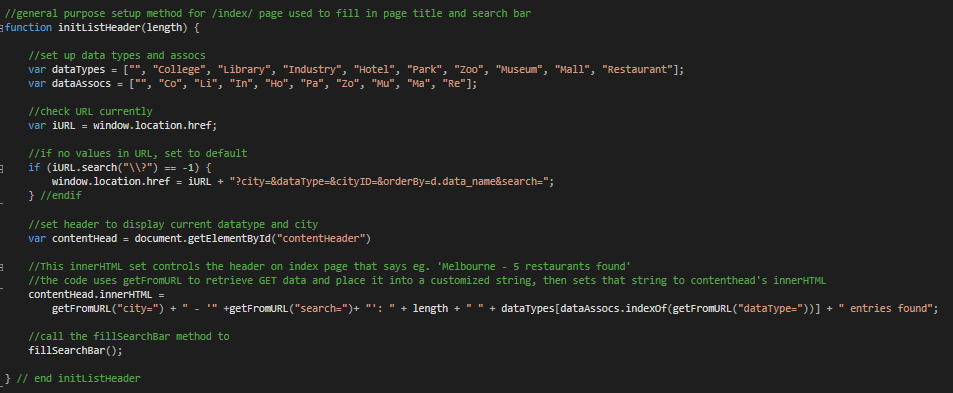 //general purpose setup method for /index/ page used to fill in page title and search bar
function initListHeader(length) {
//set up data types and assocs
var dataTypes = ["", "College", "Library", "Industry", "Hotel", "Park", "Zoo", "Museum", "Mall", "Restaurant"];
var dataAssocs = ["", "Co", "Li", "In", "Ho", "Pa", "Zo", "Mu", "Ma", "Re"];
//check URL currently
var iURL = window.location.href;
//if no values in URL, set to default
if (iURL.search("\\?") == -1) {
window.location.href = iURL + "?city=&dataType=&cityID=&orderBy=d.data_name&search=";
} //endif
//set header to display current datatype and city
var contentHead = document.getElementById("contentHeader")
//This innerHTML set controls the header on index page that says eg. 'Melbourne - 5 restaurants found'
//the code uses getFromURL to retrieve GET data and place it into a customized string, then sets that string to contenthead's innerHTML
contentHead.innerHTML =
getFromURL("city=") + " - '" +getFromURL("search=")+ "': " + length + " " + dataTypes[dataAssocs.indexOf(getFromURL("dataType="))] + " entries found";
//call the fillSearchBar method to
fillSearchBar();
} // end initListHeader